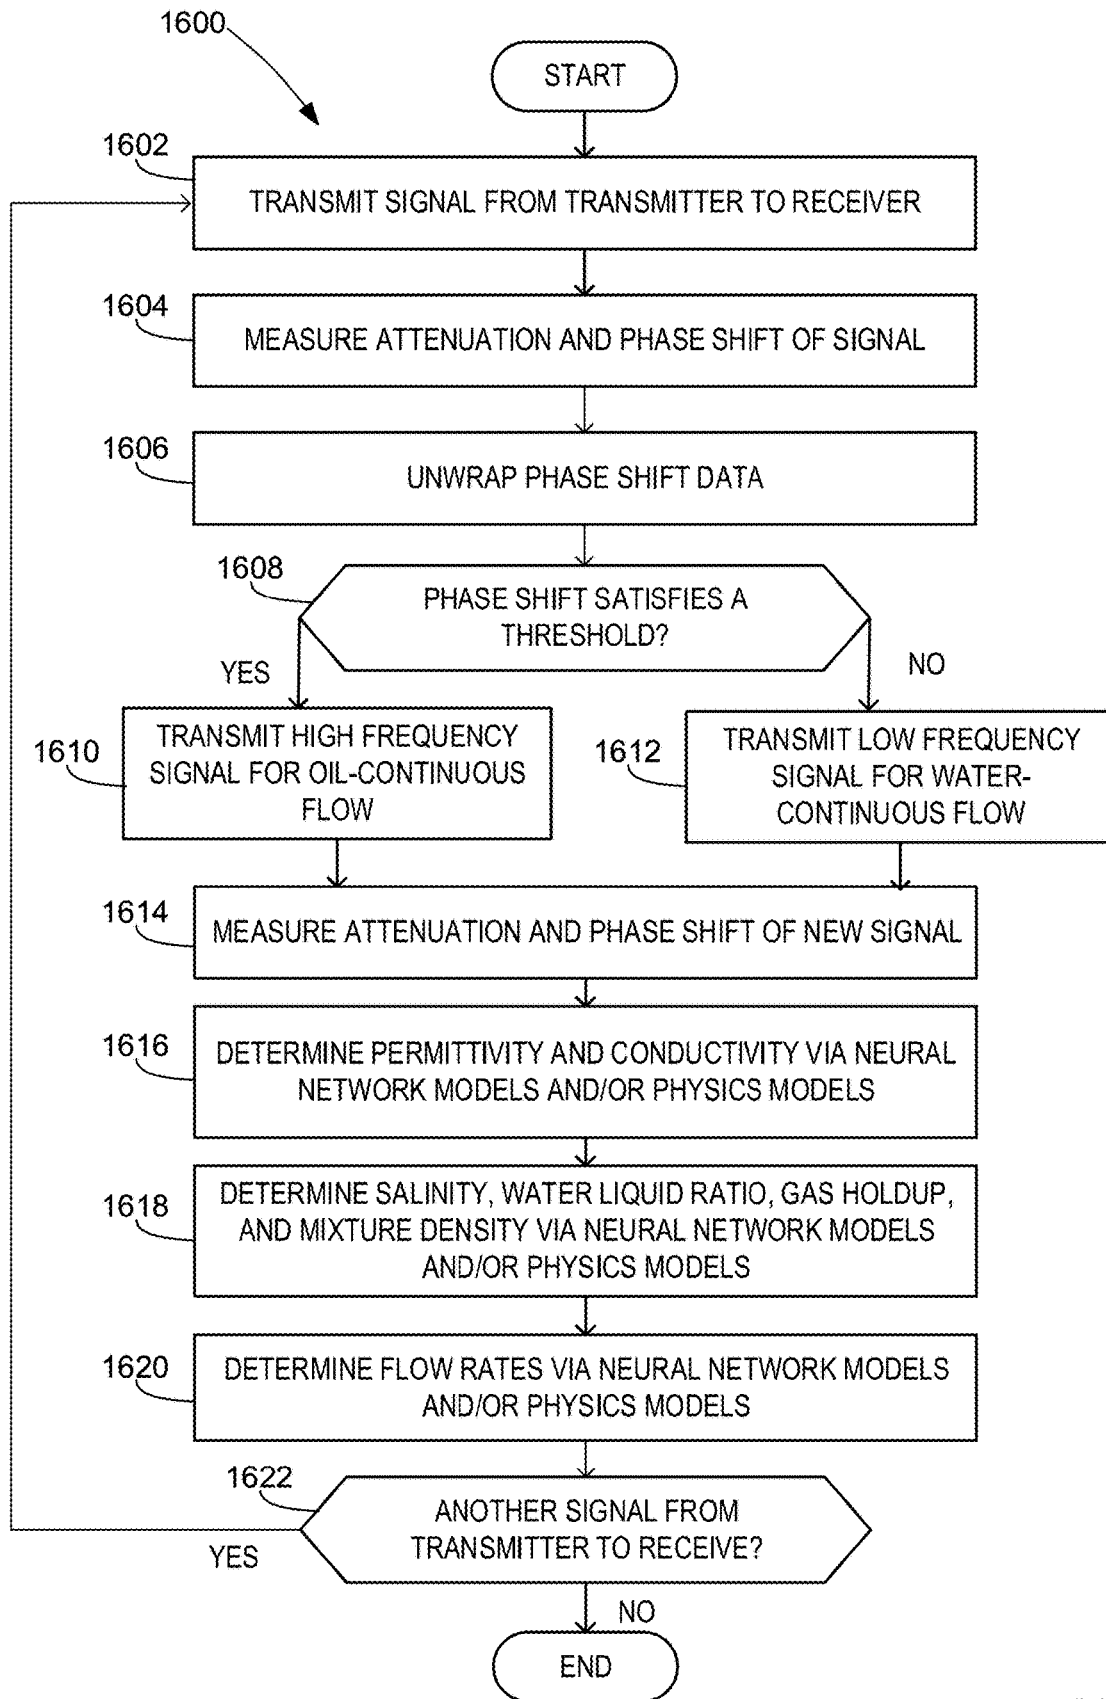 1600
START
1602
TRANSMIT SIGNAL FROM TRANSMITTER TO RECEIVER
1604
MEASURE ATTENUATION AND PHASE SHIFT OF SIGNAL
1606
UNWRAP PHASE SHIFT DATA
1608
PHASE SHIFT SATISFIES A
THRESHOLD?
YES
NO
1610
TRANSMIT HIGH FREQUENCY
SIGNAL FOR OIL-CONTINUOUS
FLOW
1612
TRANSMIT LOW FREQUENCY
SIGNAL FOR WATER-
CONTINUOUS FLOW
1614
MEASURE ATTENUATION AND PHASE SHIFT OF NEW SIGNAL
1616
DETERMINE PERMITTIVITY AND CONDUCTIVITY VIA NEURAL
NETWORK MODELS AND/OR PHYSICS MODELS
1618
DETERMINE SALINITY, WATER LIQUID RATIO, GAS HOLDUP,
AND MIXTURE DENSITY VIA NEURAL NETWORK MODELS
AND/OR PHYSICS MODELS
1620
DETERMINE FLOW RATES VIA NEURAL NETWORK MODELS
AND/OR PHYSICS MODELS
1622
ANOTHER SIGNAL FROM
TRANSMITTER TO RECEIVE?
YES
NO
END